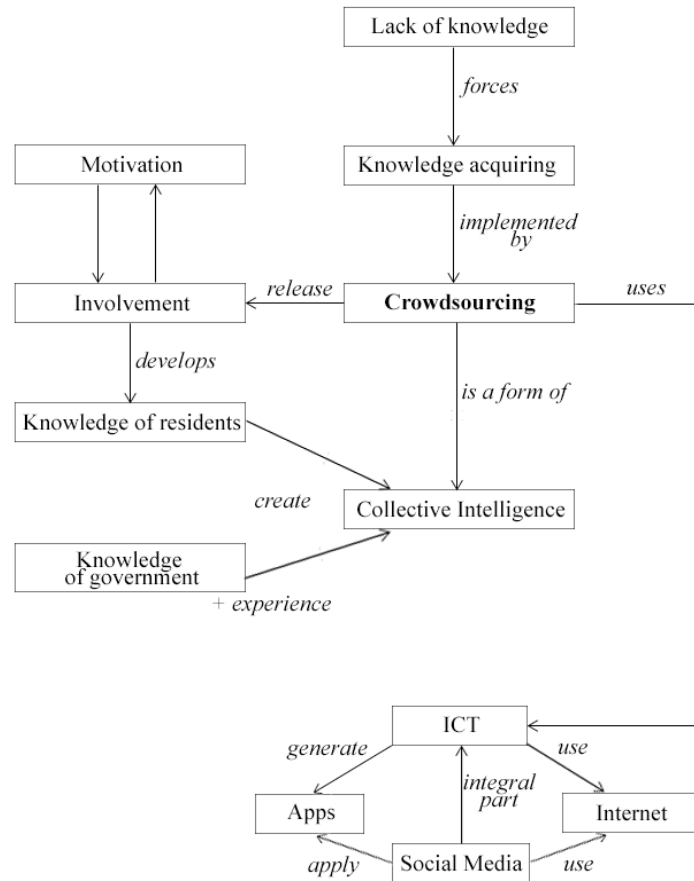 Lack of knowledge
forces
Motivation
Knowledge acquiring
implemented
by
Involvement
release
Crowdsourcing
uses
develops
is a form of
Knowledge of residents
create
Collective Intelligence
Knowledge
of government
+ experience
ICT
generate
use
integral
part
Apps
Internet
apply
Social Media
use